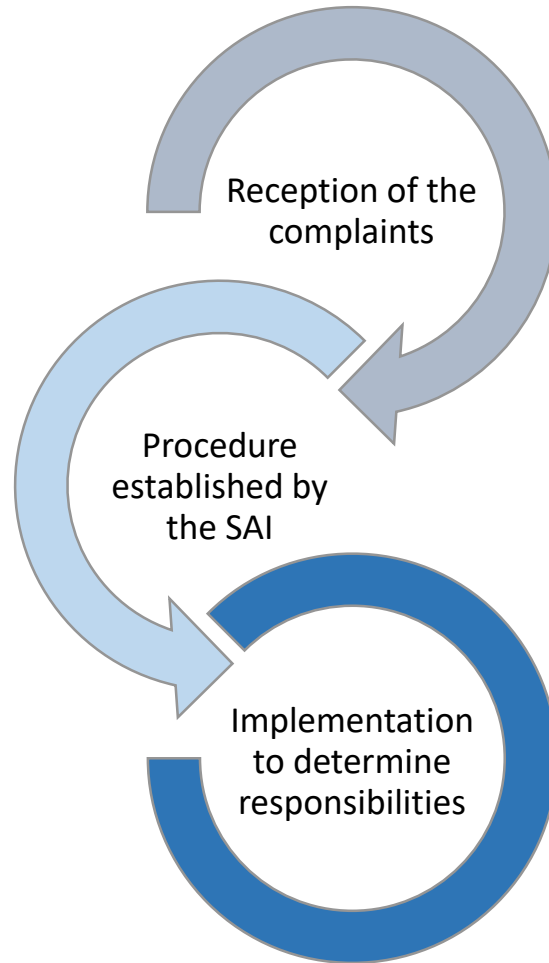 Reception of the
complaints
Procedure
established by
the SAI
Implementation
to determine
responsibilities